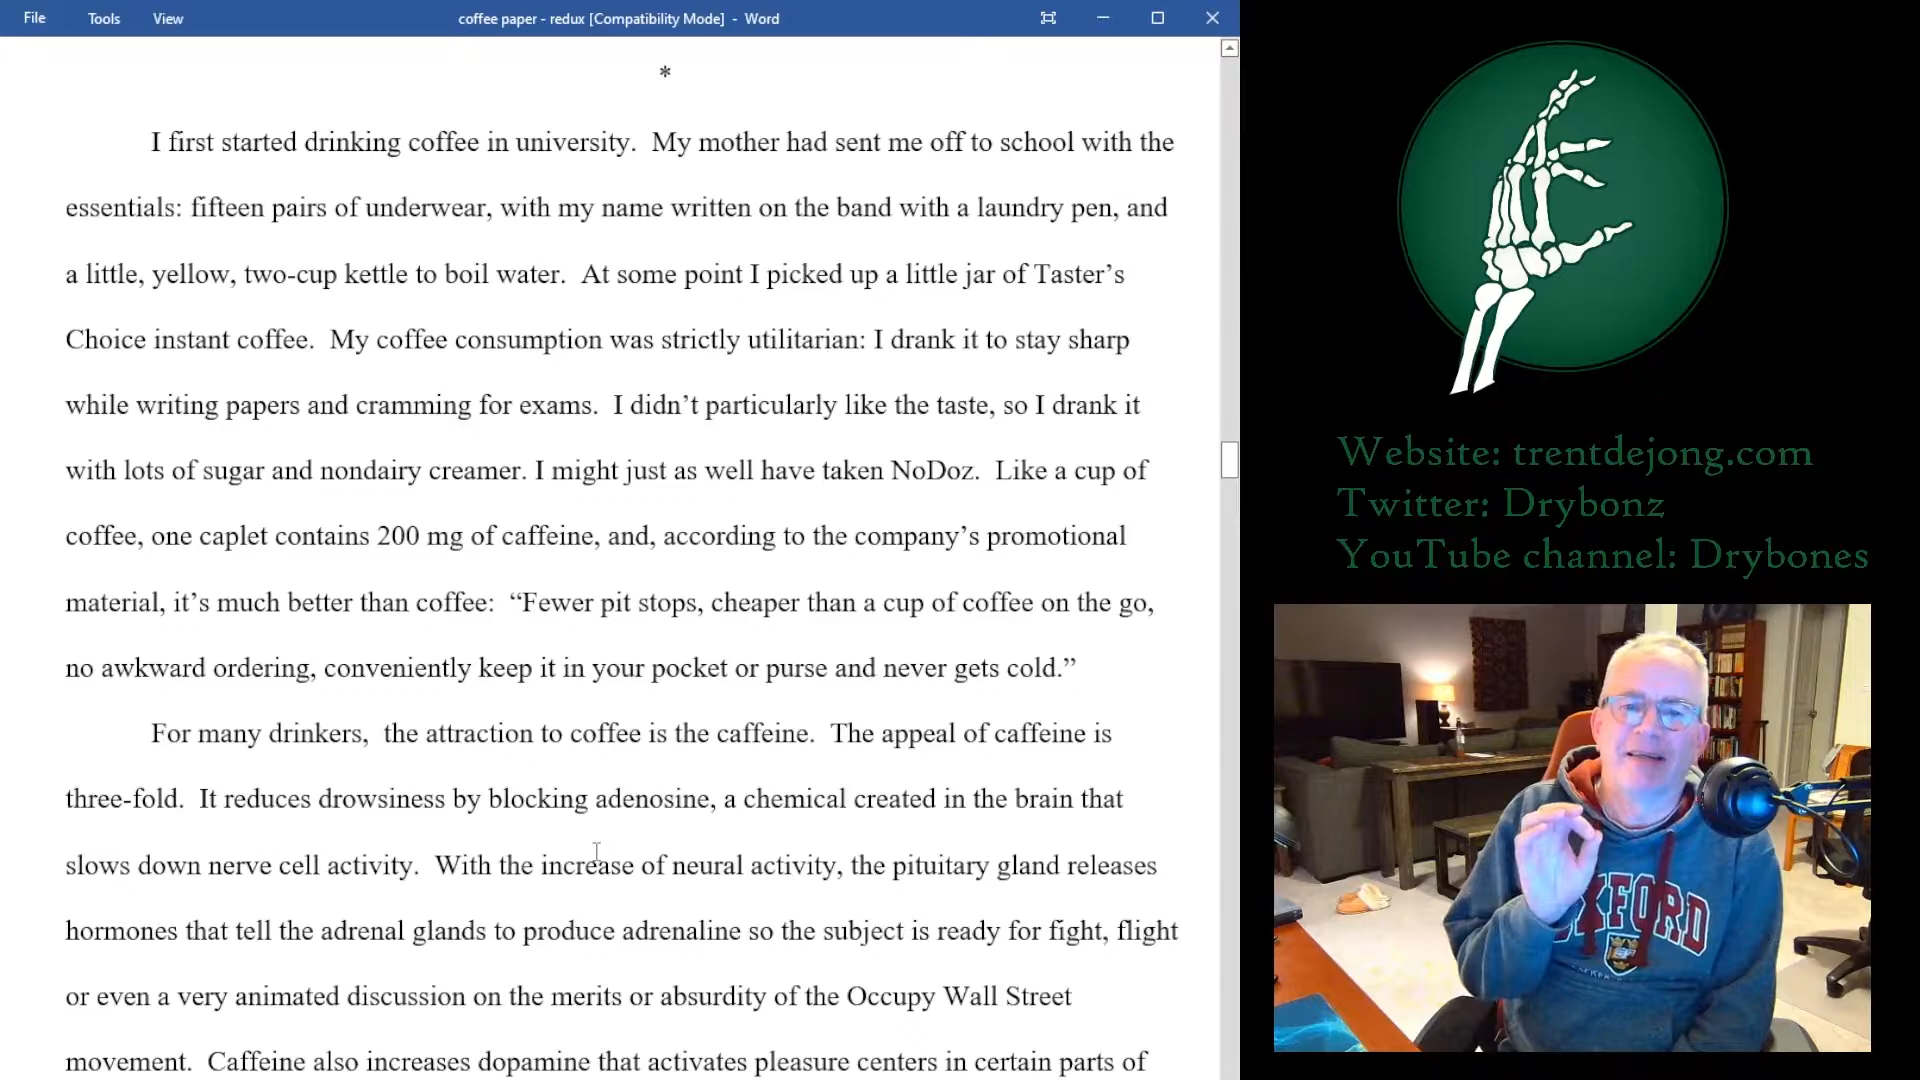 File Tools View coffee paper - redux [Compatibility Mode] - Word
*
I first started drinking coffee in university. My mother had sent me off to school with the
essentials: fifteen pairs of underwear, with my name written on the band with a laundry pen, and
a little, yellow, two-cup kettle to boil water. At some point I picked up a little jar of Taster’s
Choice instant coffee. My coffee consumption was strictly utilitarian: I drank it to stay sharp
while writing papers and cramming for exams. I didn’t particularly like the taste, so I drank it
with lots of sugar and nondairy creamer. I might just as well have taken NoDoz. Like a cup of
coffee, one caplet contains 200 mg of caffeine, and, according to the company’s promotional
material, it’s much better than coffee: “Fewer pit stops, cheaper than a cup of coffee on the go,
no awkward ordering, conveniently keep it in your pocket or purse and never gets cold.”
For many drinkers, the attraction to coffee is the caffeine. The appeal of caffeine is
three-fold. It reduces drowsiness by blocking adenosine, a chemical created in the brain that
slows down nerve cell activity. With the increase of neural activity, the pituitary gland releases
hormones that tell the adrenal glands to produce adrenaline so the subject is ready for fight, flight
or even a very animated discussion on the merits or absurdity of the Occupy Wall Street
movement. Caffeine also increases dopamine that activates pleasure centers in certain parts of
Website: trentdejong.com
Twitter: Drybonz
YouTube channel: Drybones
OXFORD